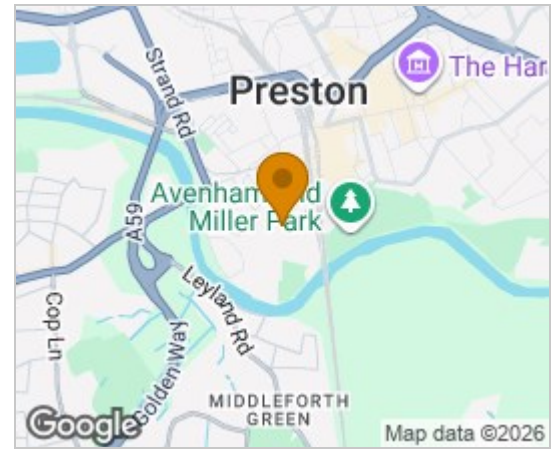 Strand Rd
Preston
The Har
Avenham and
Miller Park
A59
Leyland Rd
Cop Ln
Golden Way
MIDDLEFORTH
GREEN
Google
Map data ©2026